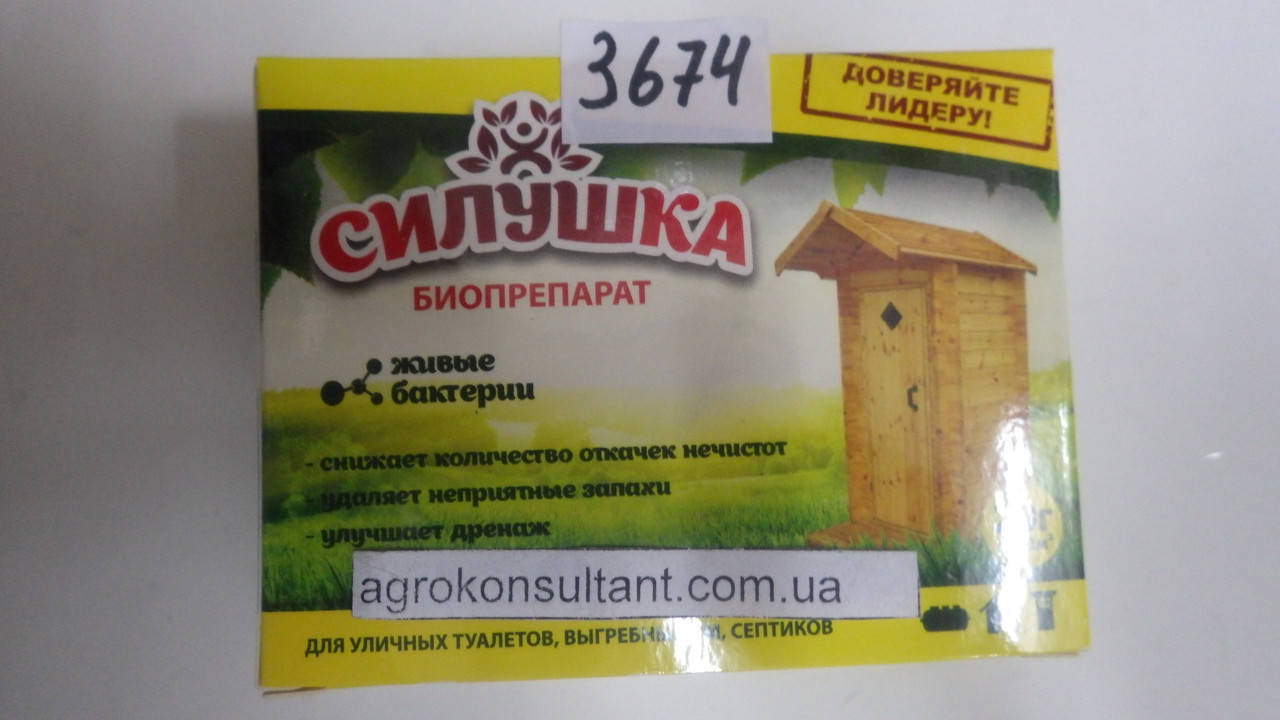 3674
ДОВЕРЯЙТЕ
ЛИДЕРУ!
СИЛУШКА
БИОПРЕПАРАТ
живые
бактерии
- снижает количество откачек нечистот
- удаляет неприятные запахи
- улучшает дренаж
agrokonsultant.com.ua
ДЛЯ УЛИЧНЫХ ТУАЛЕТОВ, СЕПТИКОВ